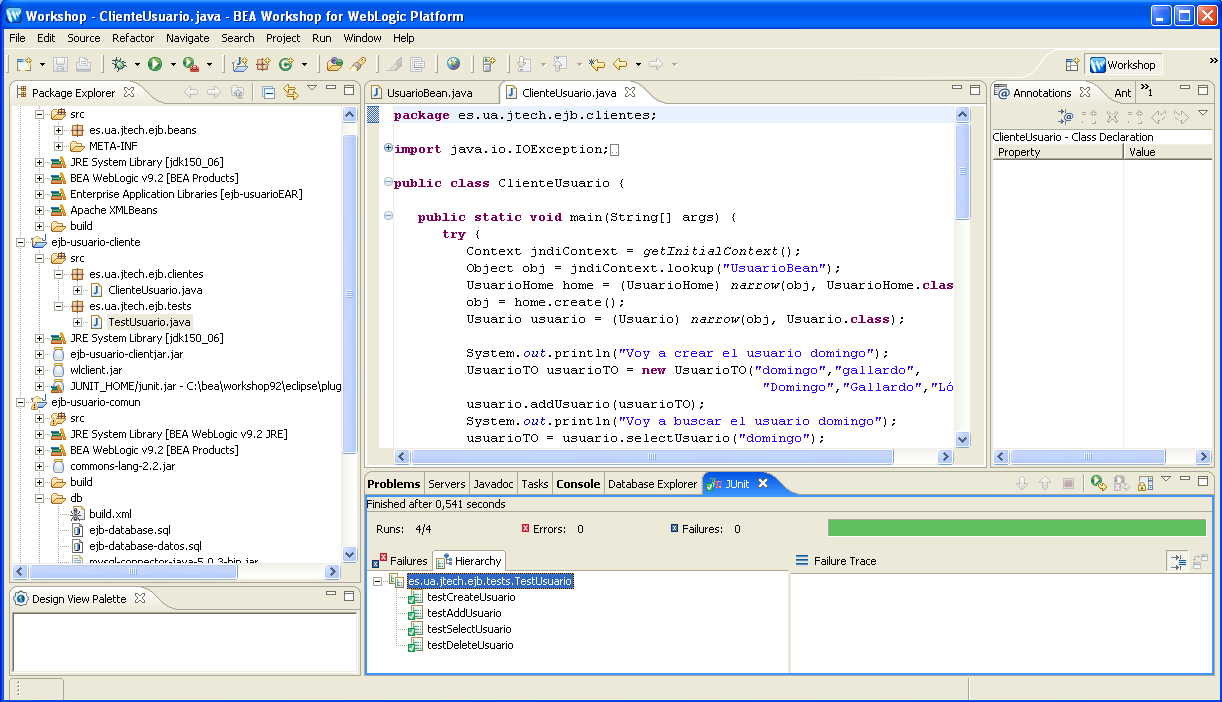 Workshop - ClienteUsuario.java - BEA Workshop for WebLogic Platform
File Edit Source Refactor Navigate Search Project Run Window Help
Workshop
Package Explorer
src
es.ua.jtech.ejb.beans
META-INF
JRE System Library [jdk150_06]
BEA WebLogic v9.2 [BEA Products]
Enterprise Application Libraries [ejb-usuarioEAR]
Apache XMLBeans
build
ejb-usuario-cliente
src
es.ua.jtech.ejb.clientes
ClienteUsuario.java
es.ua.jtech.ejb.tests
TestUsuario.java
JRE System Library [jdk150_06]
ejb-usuario-clientjar.jar
wlclient.jar
JUNIT_HOME/junit.jar - C:\bea\workshop92\eclipse\plug
ejb-usuario-comun
src
JRE System Library [BEA WebLogic v9.2 JRE]
BEA WebLogic v9.2 [BEA Products]
commons-lang-2.2.jar
build
db
build.xml
ejb-database.sql
ejb-database-datos.sql
mysql-connector-java-5.0.3-bin.jar
Design View Palette
UsuarioBean.java ClienteUsuario.java
package es.ua.jtech.ejb.clientes;
import java.io.IOException;
public class ClienteUsuario {
public static void main(String[] args) {
try {
Context jndiContext = getInitialContext();
Object obj = jndiContext.lookup("UsuarioBean");
UsuarioHome home = (UsuarioHome) narrow(obj, UsuarioHome.clas
obj = home.create();
Usuario usuario = (Usuario) narrow(obj, Usuario.class);
System.out.println("Voy a crear el usuario domingo");
UsuarioTO usuarioTO = new UsuarioTO("domingo","gallardo",
"Domingo","Gallardo","Ló
usuario.addUsuario(usuarioTO);
System.out.println("Voy a buscar el usuario domingo");
usuarioTO = usuario.selectUsuario("domingo");
Annotations Ant »1
ClienteUsuario - Class Declaration
Property Value
Problems Servers Javadoc Tasks Console Database Explorer JUnit
Finished after 0,541 seconds
Runs: 4/4 Errors: 0 Failures: 0
Failures Hierarchy Failure Trace
es.ua.jtech.ejb.tests.TestUsuario
testCreateUsuario
testAddUsuario
testSelectUsuario
testDeleteUsuario